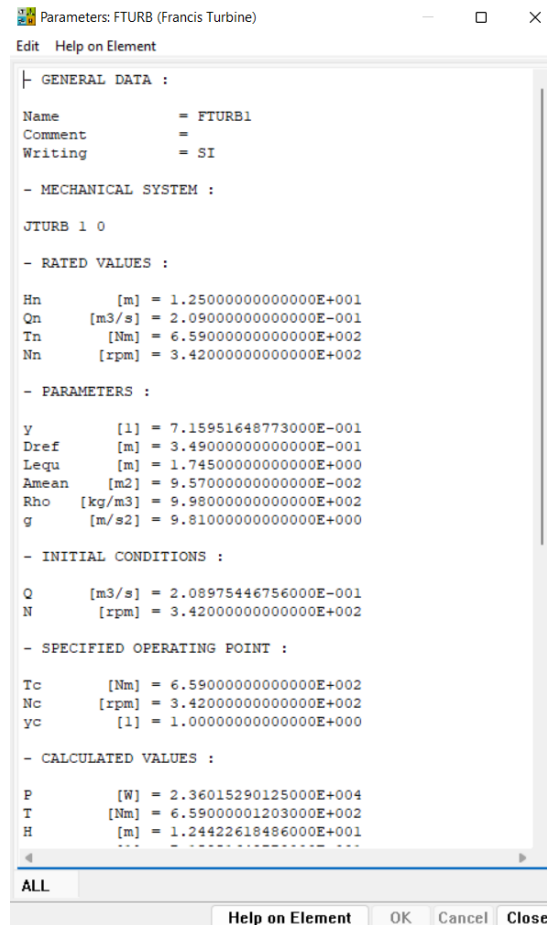 Parameters: FTURB (Francis Turbine)
Edit Help on Element
- GENERAL DATA :
Name = FTURB1
Comment =
Writing = SI
- MECHANICAL SYSTEM :
JTURB 1 0
- RATED VALUES :
Hn [m] = 1.25000000000000E+001
Qn [m3/s] = 2.09000000000000E-001
Tn [Nm] = 6.59000000000000E+002
Nn [rpm] = 3.42000000000000E+002
- PARAMETERS :
y [1] = 7.15951648773000E-001
Dref [m] = 3.49000000000000E-001
Lequ [m] = 1.74500000000000E+000
Amean [m2] = 9.57000000000000E-002
Rho [kg/m3] = 9.98000000000000E+002
g [m/s2] = 9.81000000000000E+000
- INITIAL CONDITIONS :
Q [m3/s] = 2.08975446756000E-001
N [rpm] = 3.42000000000000E+002
- SPECIFIED OPERATING POINT :
Tc [Nm] = 6.59000000000000E+002
Nc [rpm] = 3.42000000000000E+002
yc [1] = 1.00000000000000E+000
- CALCULATED VALUES :
P [W] = 2.36015290125000E+004
T [Nm] = 6.59000001203000E+002
H [m] = 1.24422618486000E+001
ALL
Help on Element OK Cancel Close